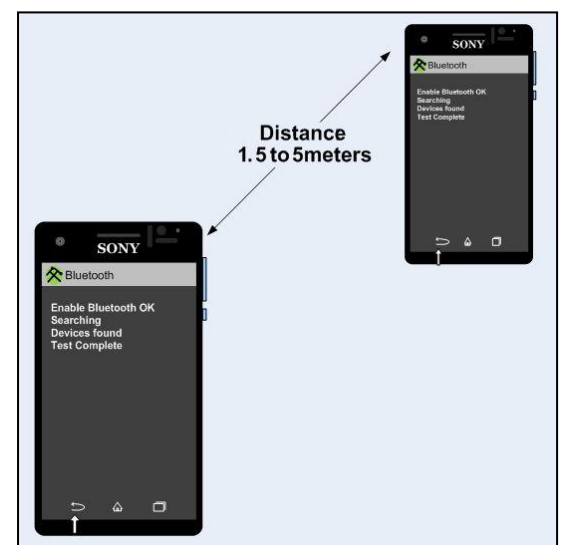 SONY
Bluetooth
Enable Bluetooth OK
Searching
Devices found
Test Complete
Distance
1.5 to 5meters
SONY
Bluetooth
Enable Bluetooth OK
Searching
Devices found
Test Complete